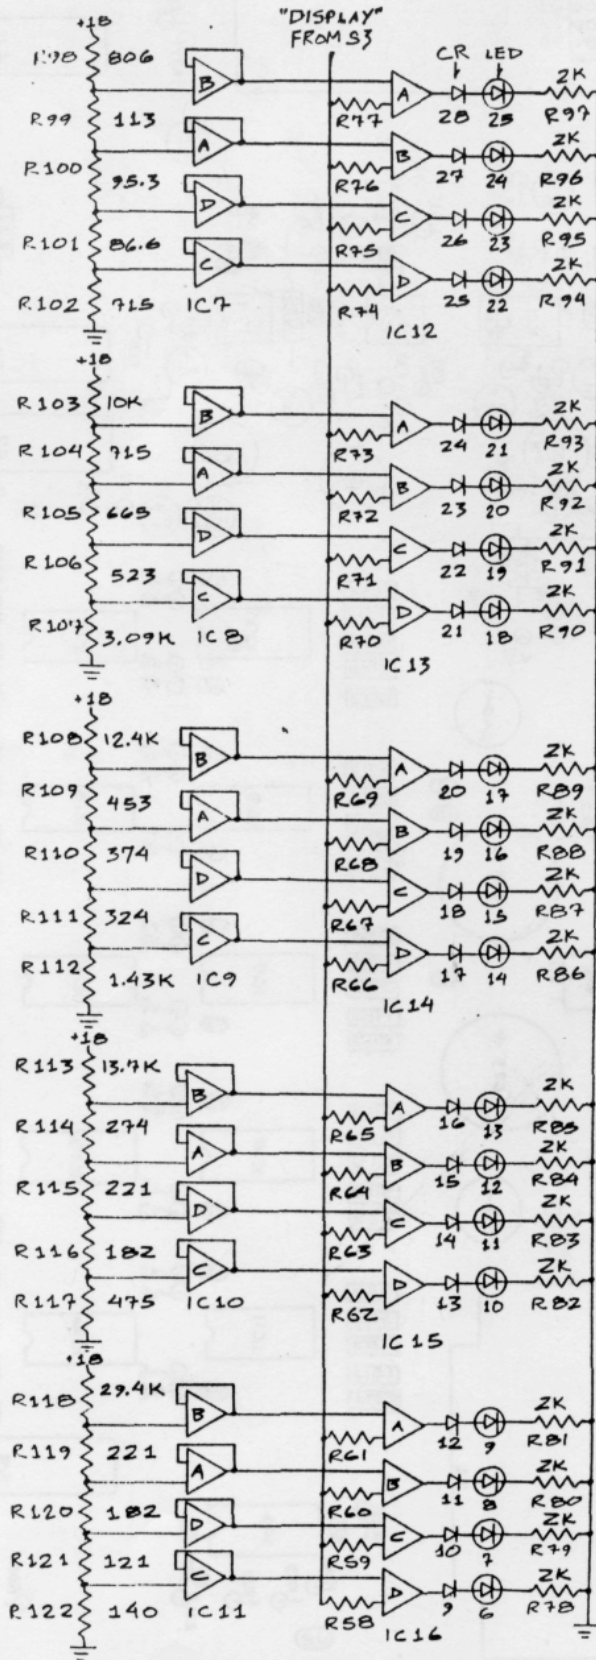 "DISPLAY"
FROM S3
+18
R98 806 B A CR LED 2K
R77 28 25 R97
R99 113 A B 2K
R76 27 24 R96
R100 95.3 D C 2K
R75 26 23 R95
R101 86.6 C D 2K
R74 25 22 R94
R102 715 IC7 IC12
+18
R103 10K B A 2K
R73 24 21 R93
R104 715 A B 2K
R72 23 20 R92
R105 665 D C 2K
R71 22 19 R91
R106 523 C D 2K
R70 21 18 R90
R107 3.09K IC8 IC13
+18
R108 12.4K B A 2K
R69 20 17 R89
R109 453 A B 2K
R68 19 16 R88
R110 374 D C 2K
R67 18 15 R87
R111 324 C D 2K
R66 17 14 R86
R112 1.43K IC9 IC14
+18
R113 13.7K B A 2K
R65 16 13 R85
R114 274 A B 2K
R64 15 12 R84
R115 221 D C 2K
R63 14 11 R83
R116 182 C D 2K
R62 13 10 R82
R117 475 IC10 IC15
+18
R118 29.4K B A 2K
R61 12 9 R81
R119 221 A B 2K
R60 11 8 R80
R120 182 D C 2K
R59 10 7 R79
R121 121 C D 2K
R58 9 6 R78
R122 140 IC11 IC16